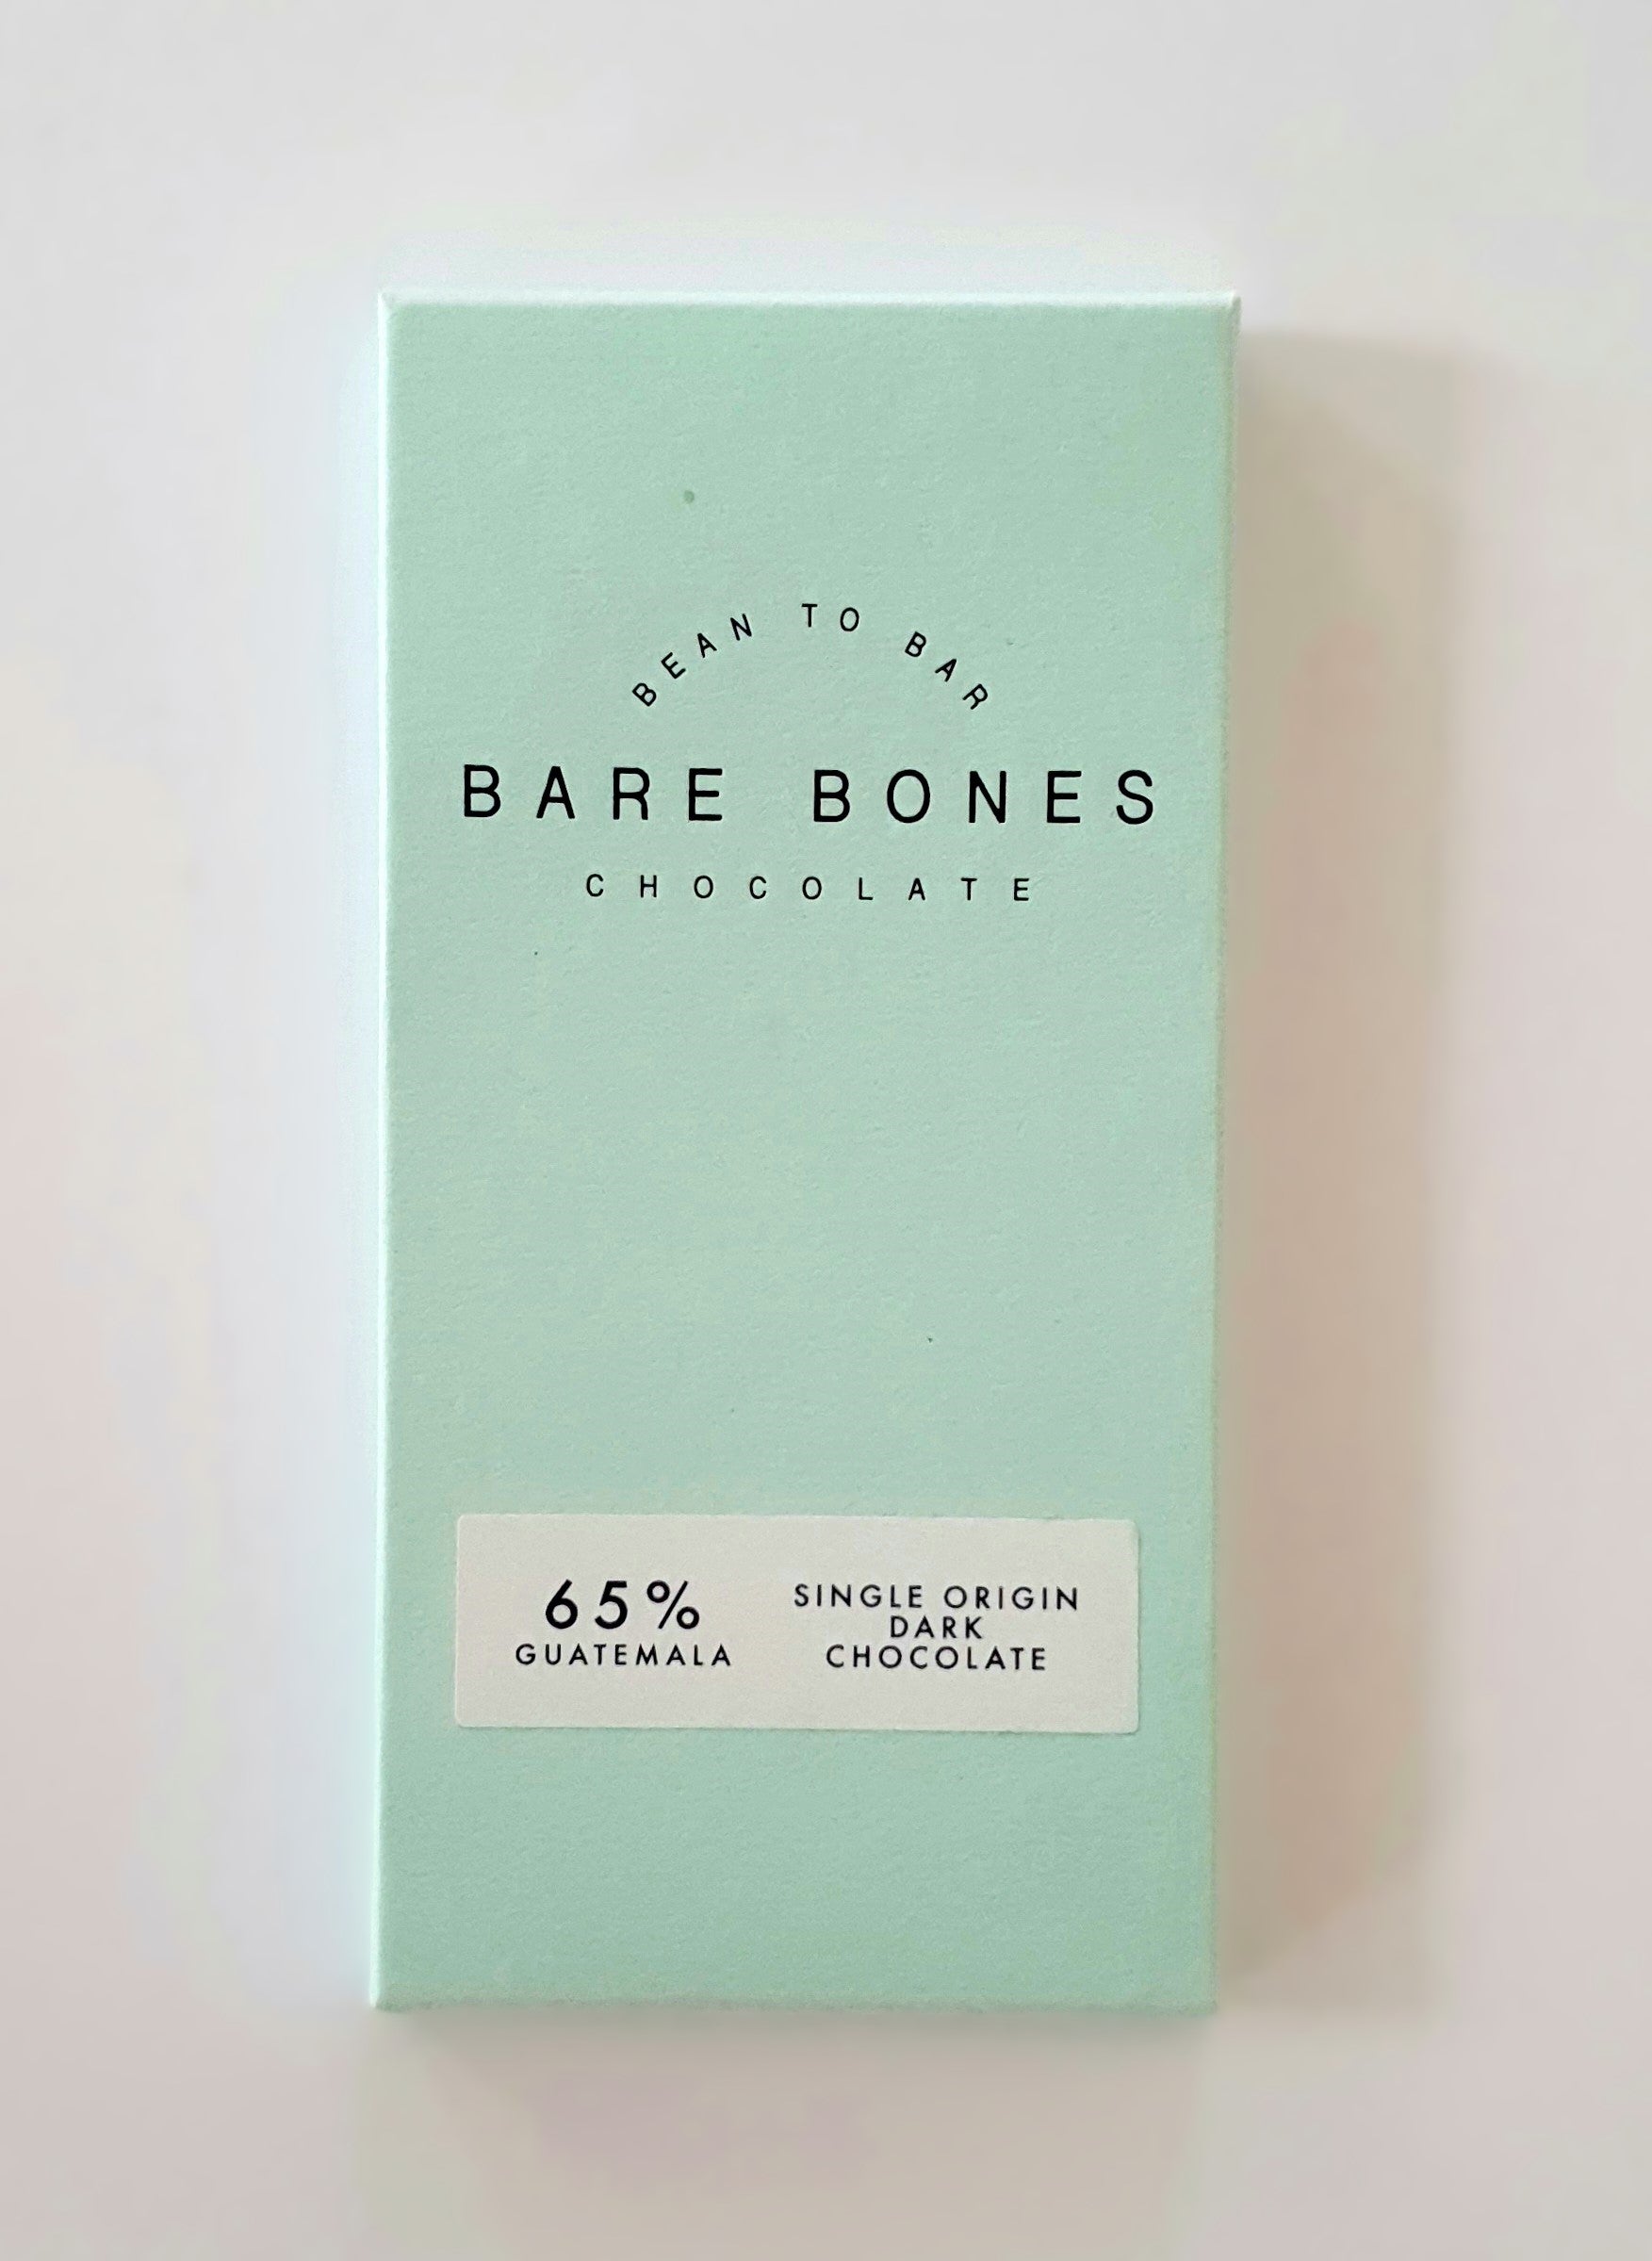 BEAN TO BAR
BARE BONES
CHOCOLATE
65%
GUATEMALA
SINGLE ORIGIN
DARK
CHOCOLATE